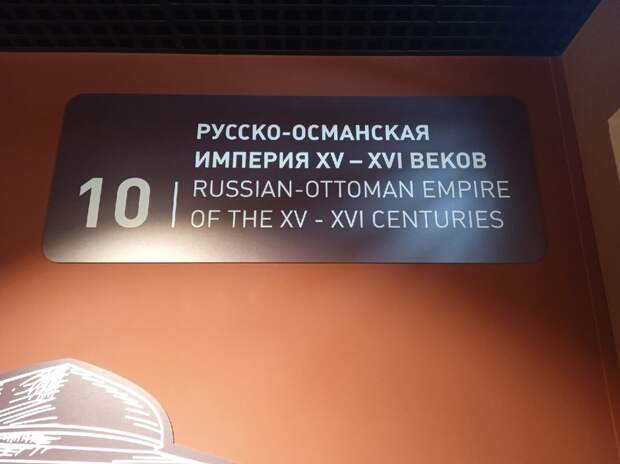 10
РУССКО-ОСМАНСКАЯ
ИМПЕРИЯ XV – XVI ВЕКОВ
RUSSIAN-OTTOMAN EMPIRE
OF THE XV - XVI CENTURIES